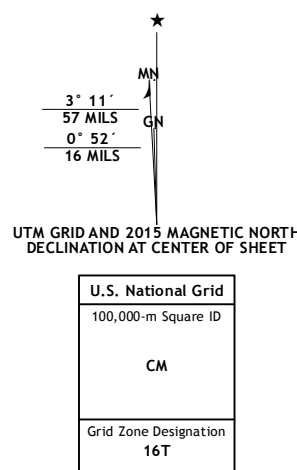 MN
GN
3° 11´
57 MILS
0° 52´
16 MILS
UTM GRID AND 2015 MAGNETIC NORTH
DECLINATION AT CENTER OF SHEET
U.S. National Grid
100,000-m Square ID
CM
Grid Zone Designation
16T